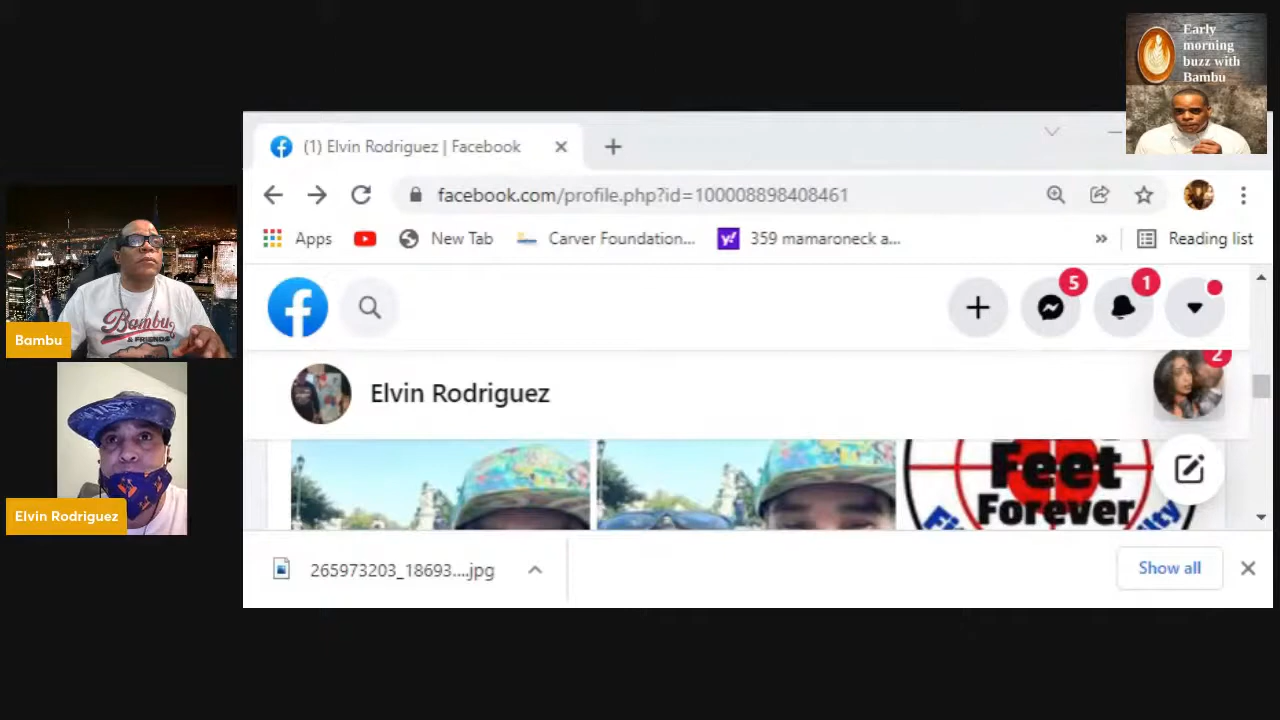 Early
morning
buzz with
Bambu
(1) Elvin Rodriguez | Facebook
facebook.com/profile.php?id=100008898408461
Apps
New Tab
Carver Foundation...
359 mamaroneck a...
Reading list
5
1
Elvin Rodriguez
2
Feet
Forever
265973203_18693....jpg
Show all
Bambu
& FRIENDS
Bambu
Elvin Rodriguez